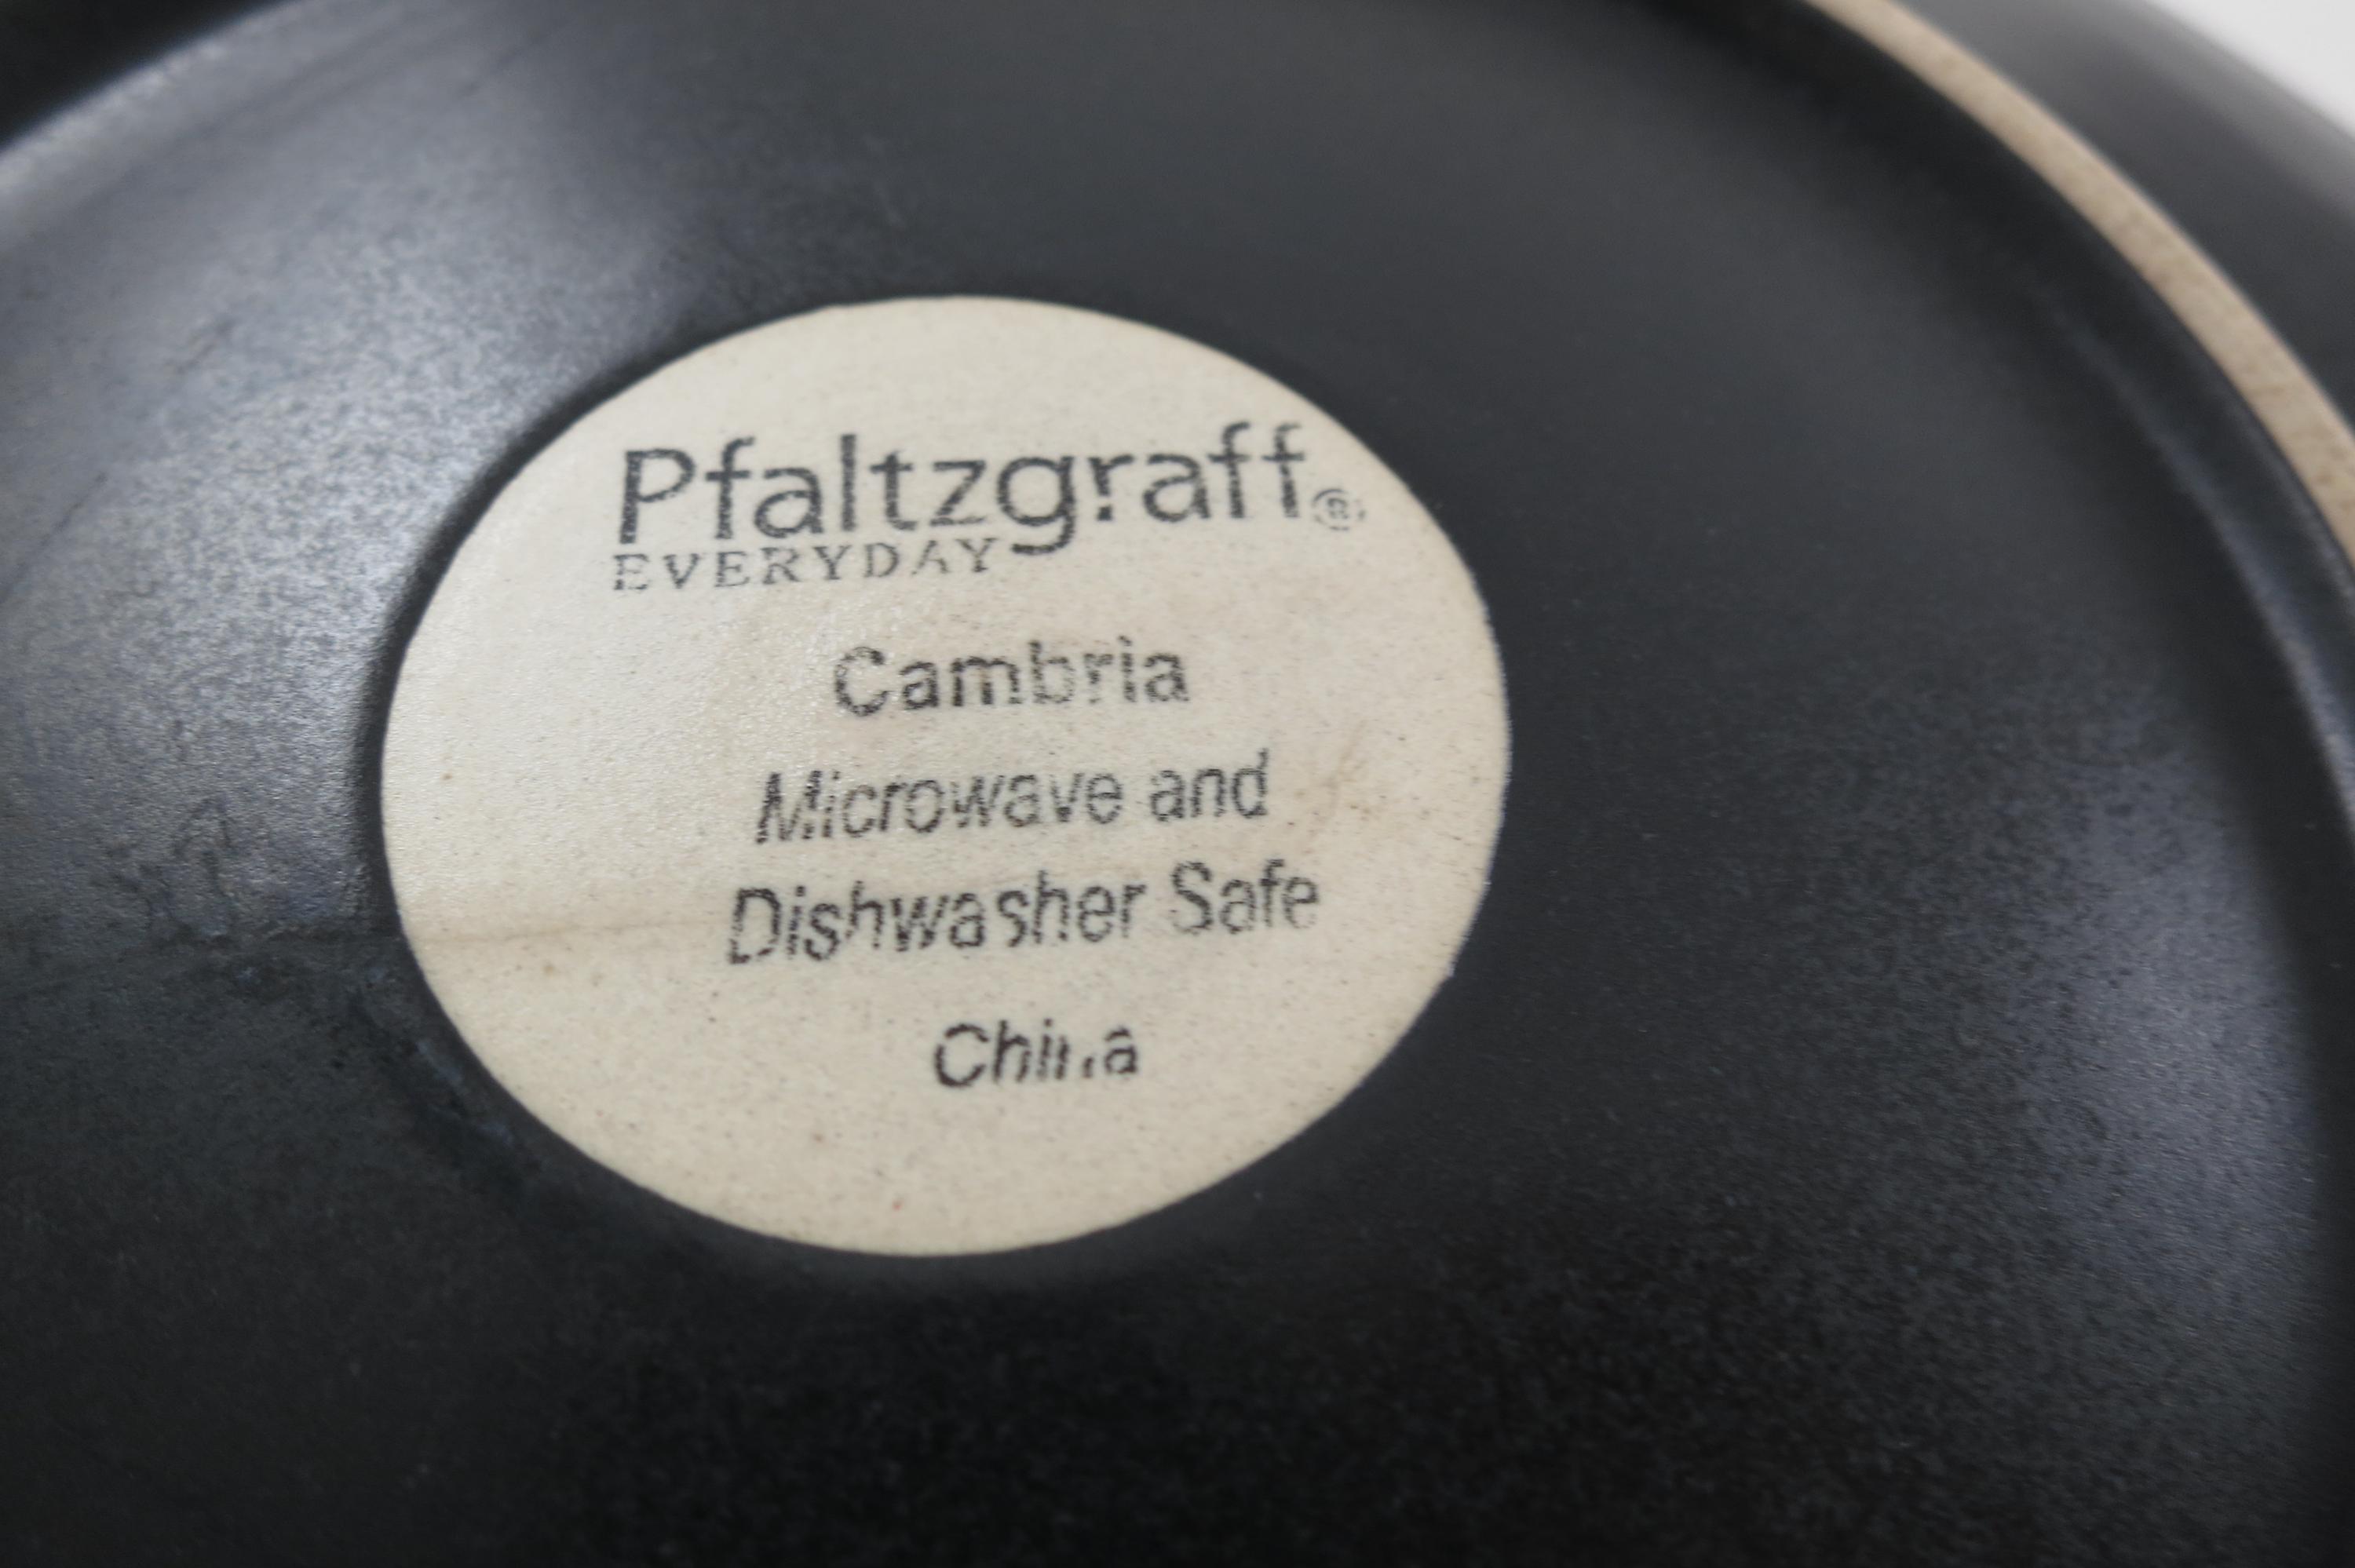 Pfaltzgraff®
EVERYDAY
Cambria
Microwave and
Dishwasher Safe
China